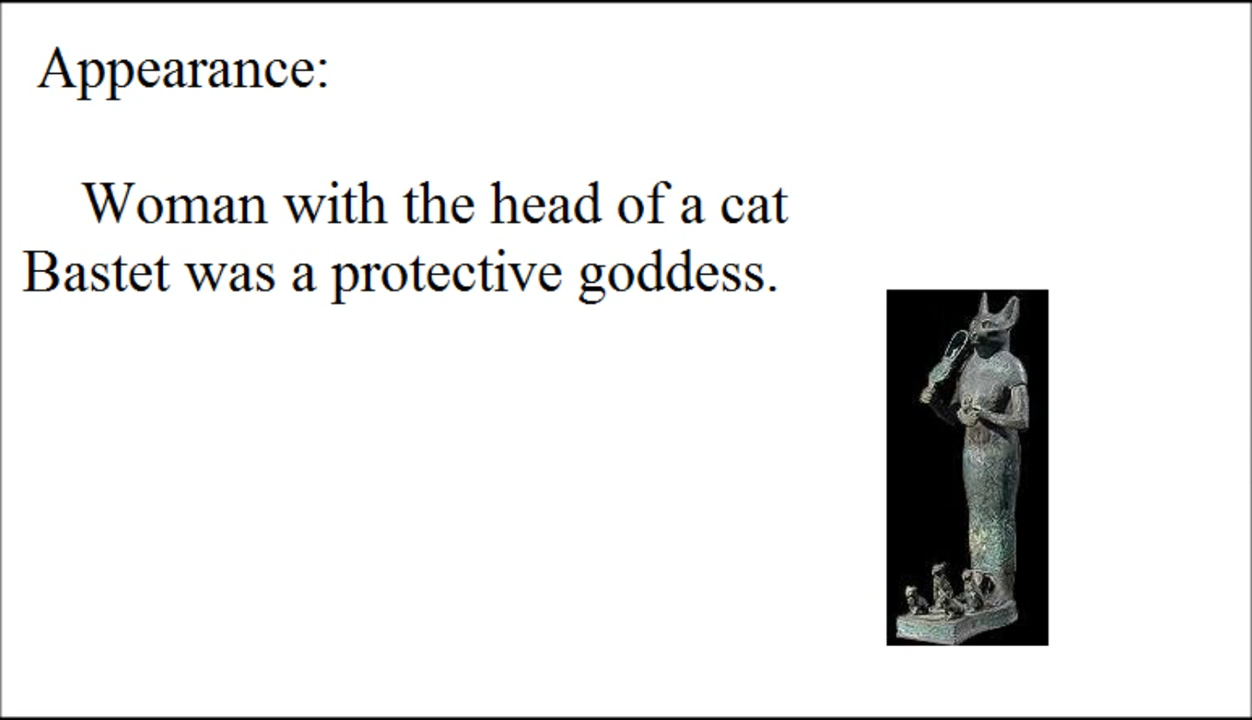 Appearance:
Woman with the head of a cat
Bastet was a protective goddess.